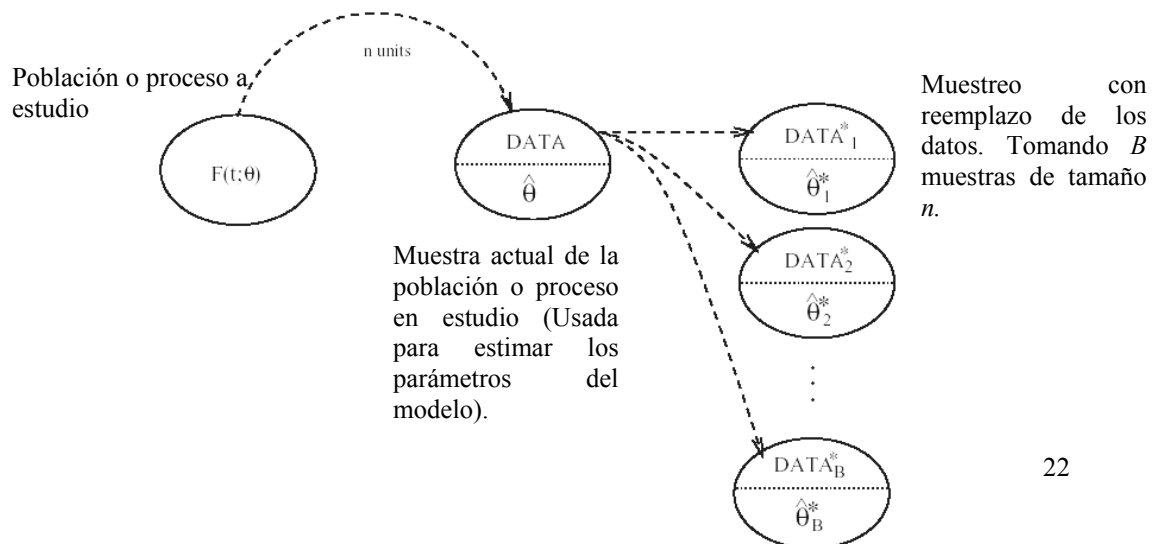 n units
Población o proceso a
estudio
F(t;θ)
DATA
θ̂
Muestra actual de la
población o proceso
en estudio (Usada
para estimar los
parámetros del
modelo).
DATA*₁
θ̂*₁
DATA*₂
θ̂*₂
DATA*_B
θ̂*_B
Muestreo con
reemplazo de los
datos. Tomando B
muestras de tamaño
n.
22